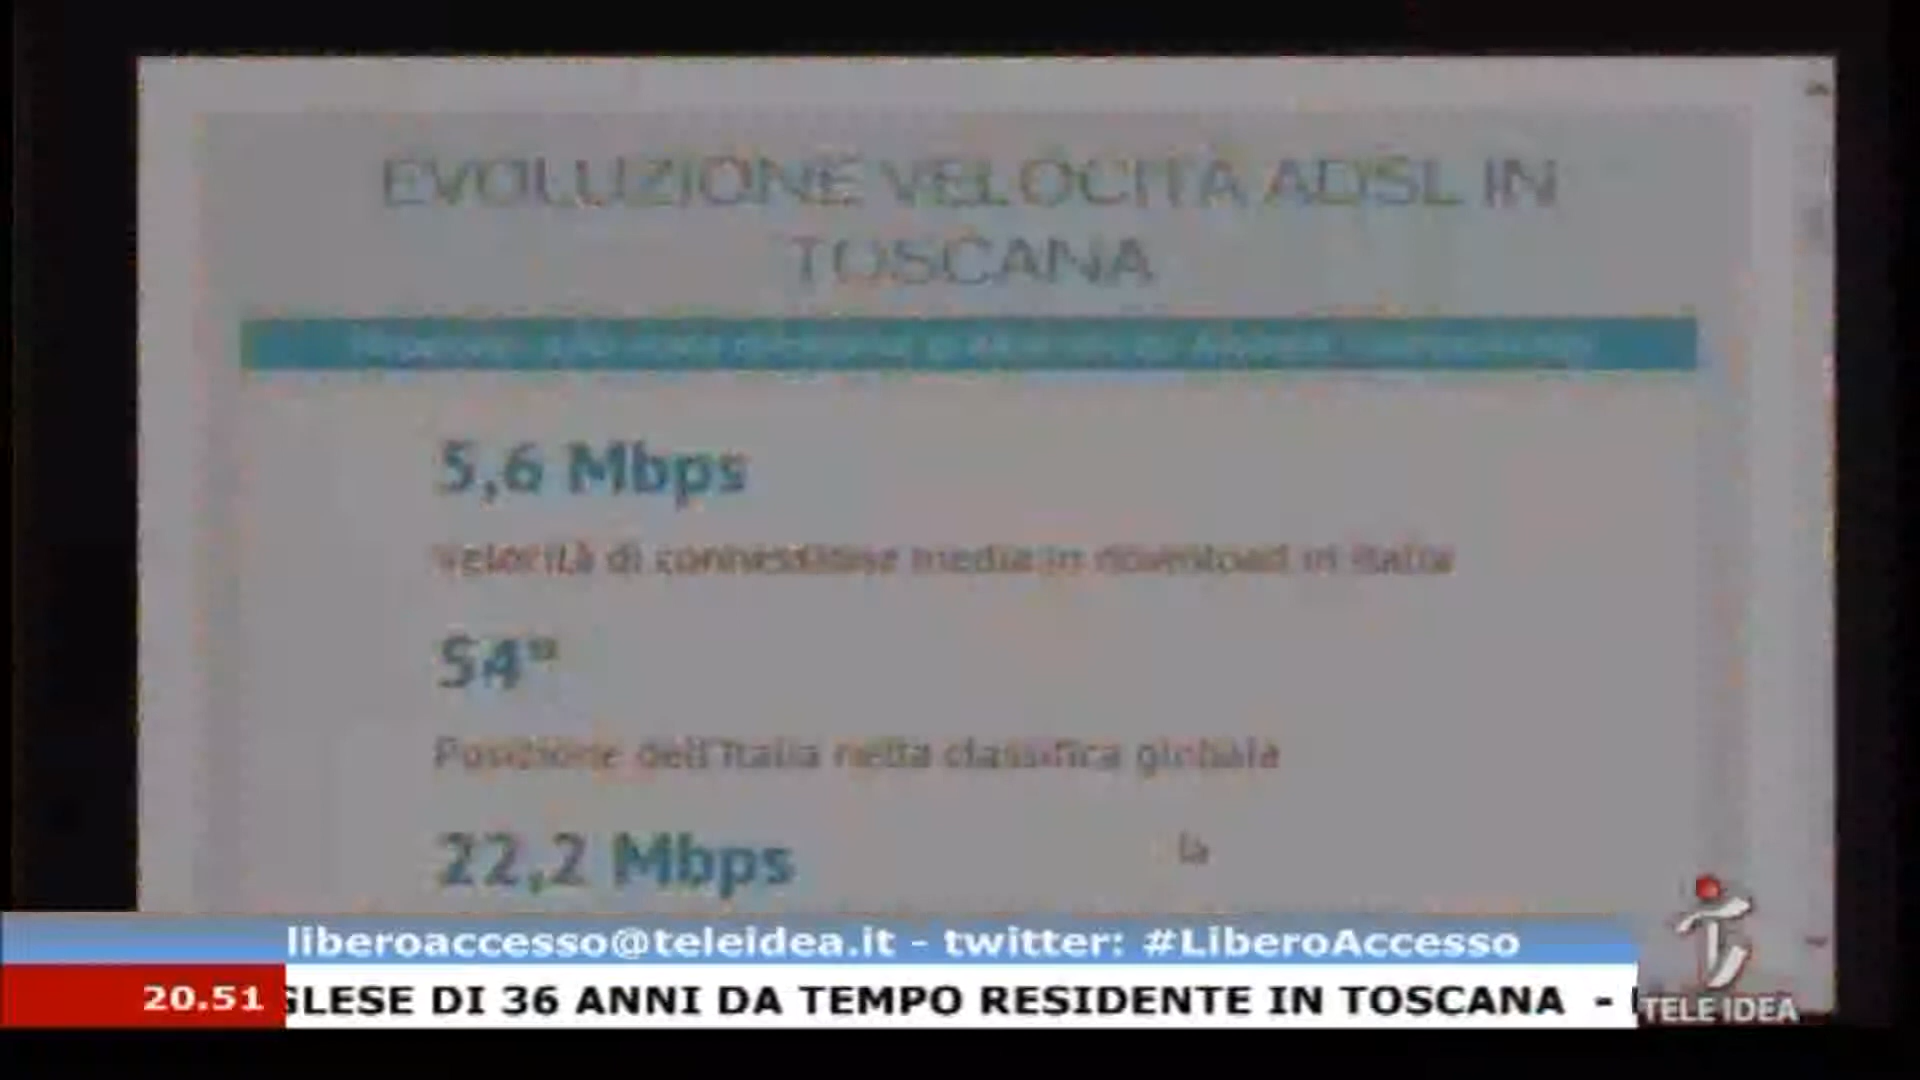 EVOLUZIONE VELOCITÀ ADSL IN
TOSCANA
5,6 Mbps
Velocità di connessione media in download in Italia
54°
Posizione dell'Italia nella classifica globale
22,2 Mbps
la
liberoaccesso@teleidea.it - twitter: #LiberoAccesso
20.51
GLESE DI 36 ANNI DA TEMPO RESIDENTE IN TOSCANA -
TELE IDEA